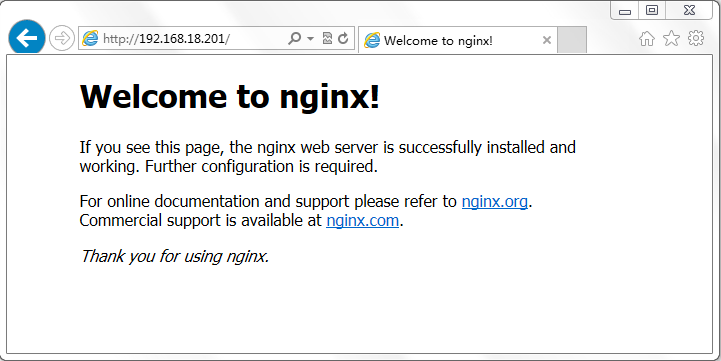 http://192.168.18.201/
Welcome to nginx!
Welcome to nginx!
If you see this page, the nginx web server is successfully installed and
working. Further configuration is required.
For online documentation and support please refer to nginx.org.
Commercial support is available at nginx.com.
Thank you for using nginx.